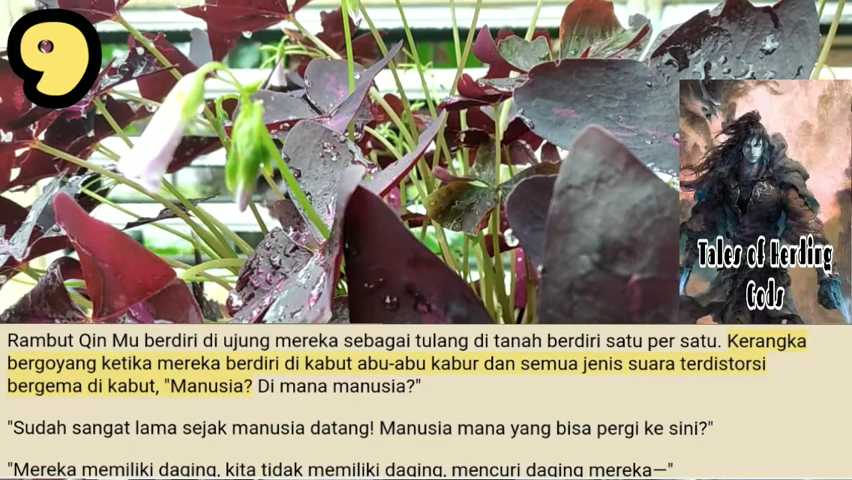 9
Tales of Herding
Gods
Rambut Qin Mu berdiri di ujung mereka sebagai tulang di tanah berdiri satu per satu. Kerangka
bergoyang ketika mereka berdiri di kabut abu-abu kabur dan semua jenis suara terdistorsi
bergema di kabut, "Manusia? Di mana manusia?"
"Sudah sangat lama sejak manusia datang! Manusia mana yang bisa pergi ke sini?"
"Mereka memiliki daging, kita tidak memiliki daging, mencuri daging mereka—"